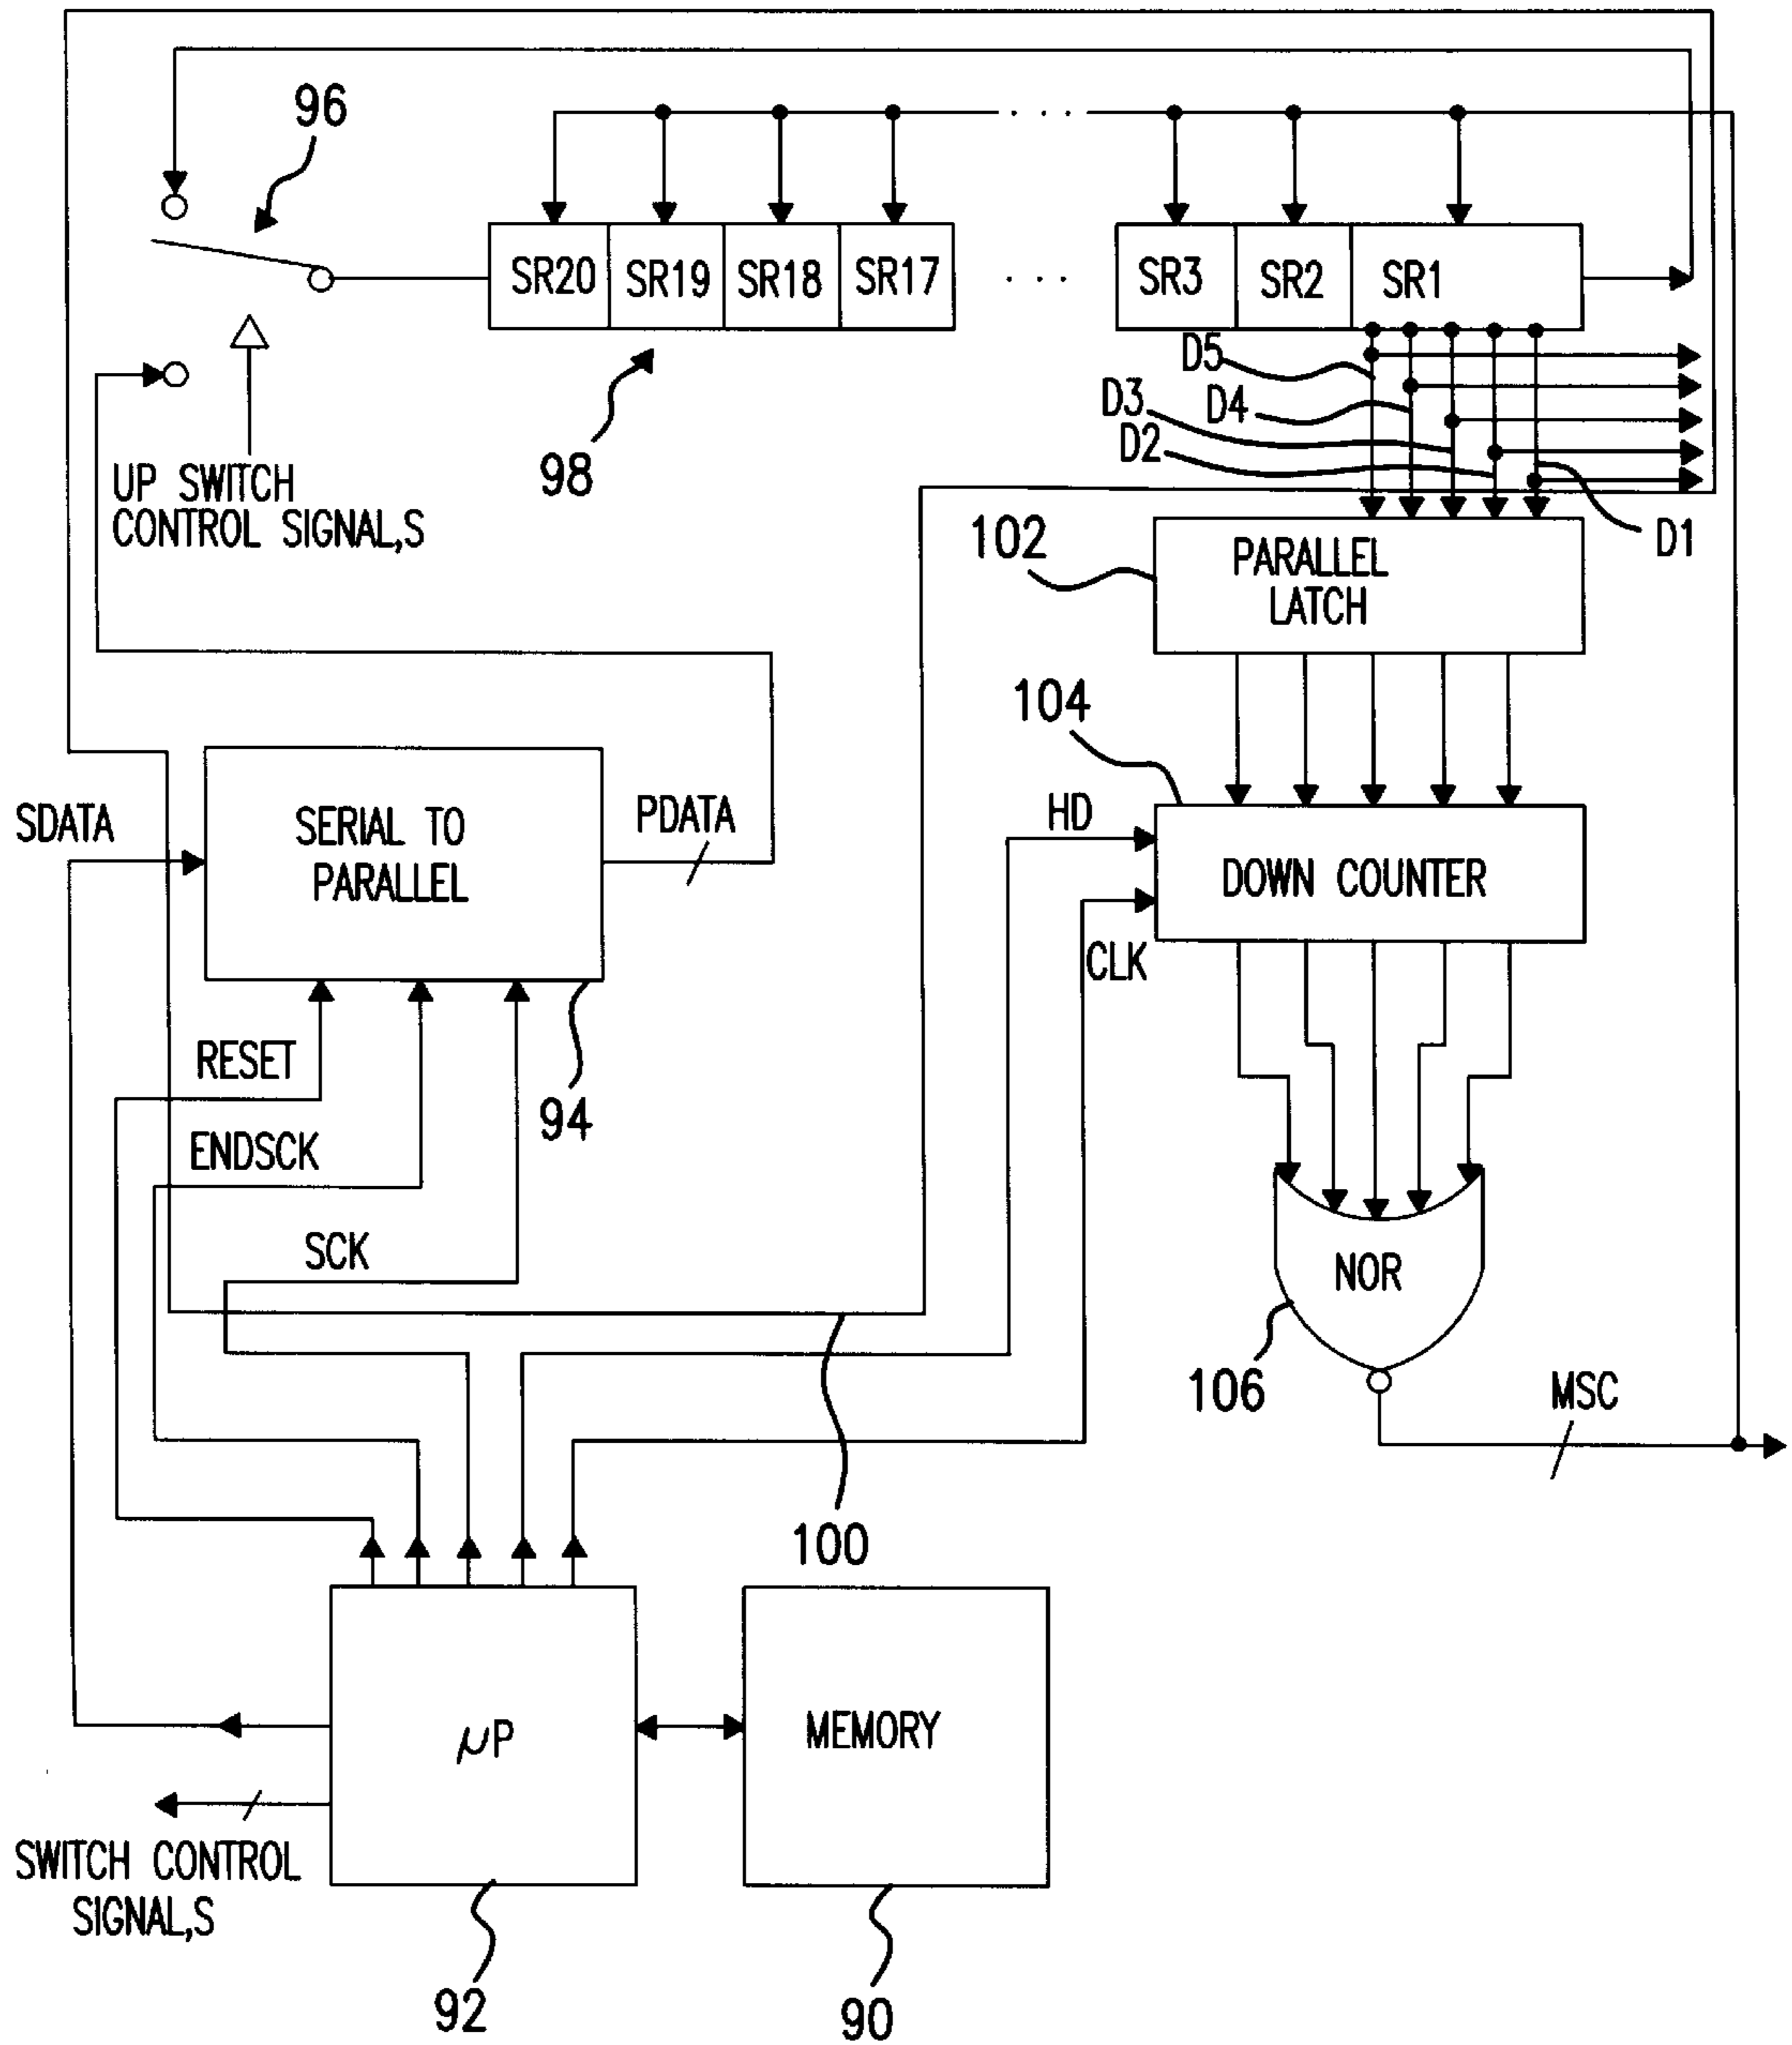 96
SR20 SR19 SR18 SR17 . . . SR3 SR2 SR1
D5
D4
D3
D2
D1
98
UP SWITCH
CONTROL SIGNAL,S
102
PARALLEL
LATCH
104
SDATA
SERIAL TO
PARALLEL
PDATA
HD
DOWN COUNTER
CLK
RESET
94
ENDSCK
SCK
NOR
106
MSC
100
μP
MEMORY
SWITCH CONTROL
SIGNAL,S
92
90